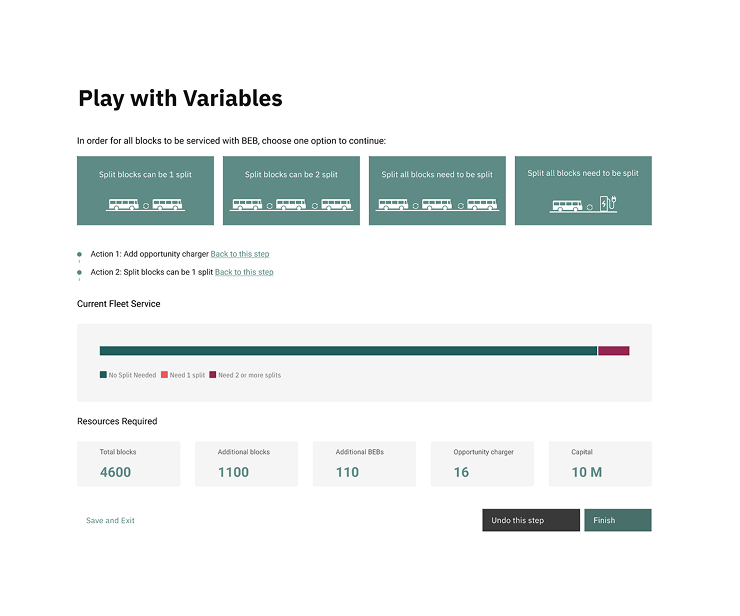 Play with Variables
In order for all blocks to be serviced with BEB, choose one option to continue:
Split blocks can be 1 split
Split blocks can be 2 split
Split all blocks need to be split
Split all blocks need to be split
Action 1: Add opportunity charger Back to this step
Action 2: Split blocks can be 1 split Back to this step
Current Fleet Service
No Split Needed Need 1 split Need 2 or more splits
Resources Required
Total blocks
4600
Additional blocks
1100
Additional BEBs
110
Opportunity charger
16
Capital
10 M
Save and Exit
Undo this step
Finish